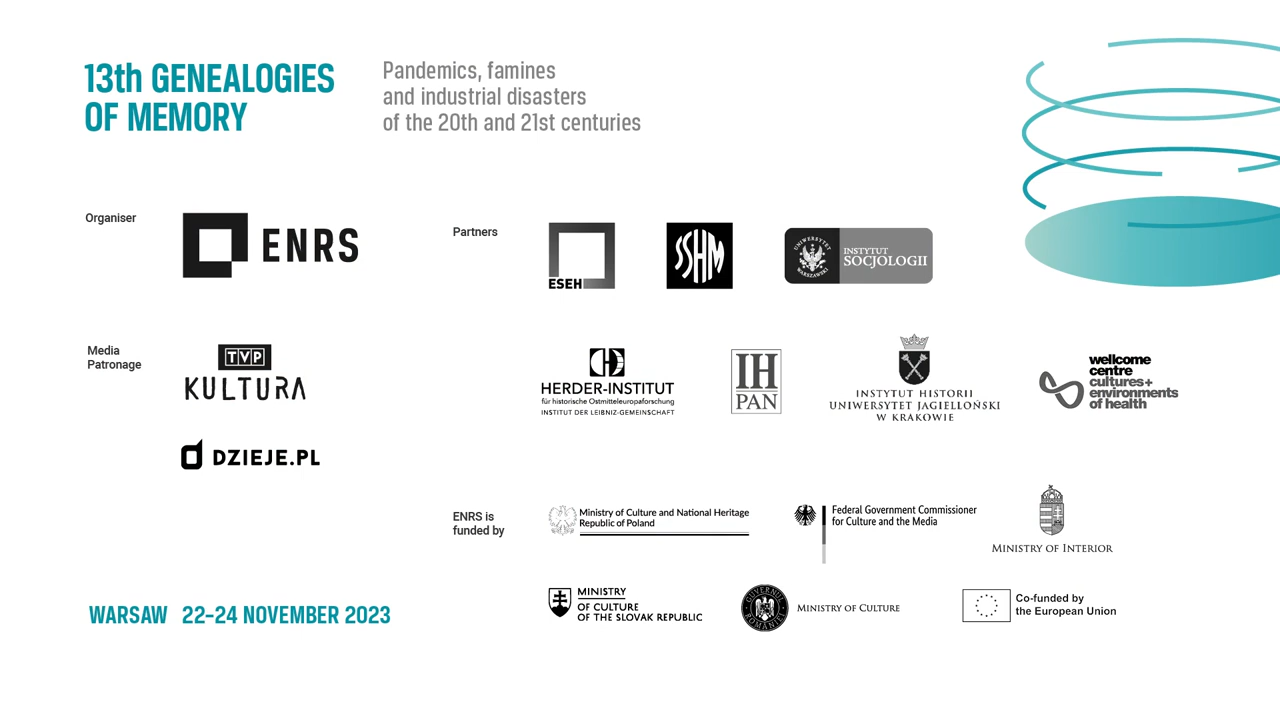 13th GENEALOGIES
OF MEMORY
Pandemics, famines
and industrial disasters
of the 20th and 21st centuries
Organiser
ENRS
Partners
ESEH
SSHM
UNIWERSYTET
WARSZAWSKI
INSTYTUT
SOCJOLOGII
Media
Patronage
TVP
KULTURA
DZIEJE.PL
HERDER-INSTITUT
für historische Ostmitteleuropaforschung
INSTITUT DER LEIBNIZ-GEMEINSCHAFT
IH
PAN
INSTYTUT HISTORII
UNIWERSYTET JAGIELLOŃSKI
W KRAKOWIE
wellcome
centre
cultures+
environments
of health
ENRS is
funded by
Ministry of Culture and National Heritage
Republic of Poland
Federal Government Commissioner
for Culture and the Media
MINISTRY OF INTERIOR
MINISTRY
OF CULTURE
OF THE SLOVAK REPUBLIC
GUVERNUL
ROMÂNIEI
MINISTRY OF CULTURE
Co-funded by
the European Union
WARSAW 22–24 NOVEMBER 2023